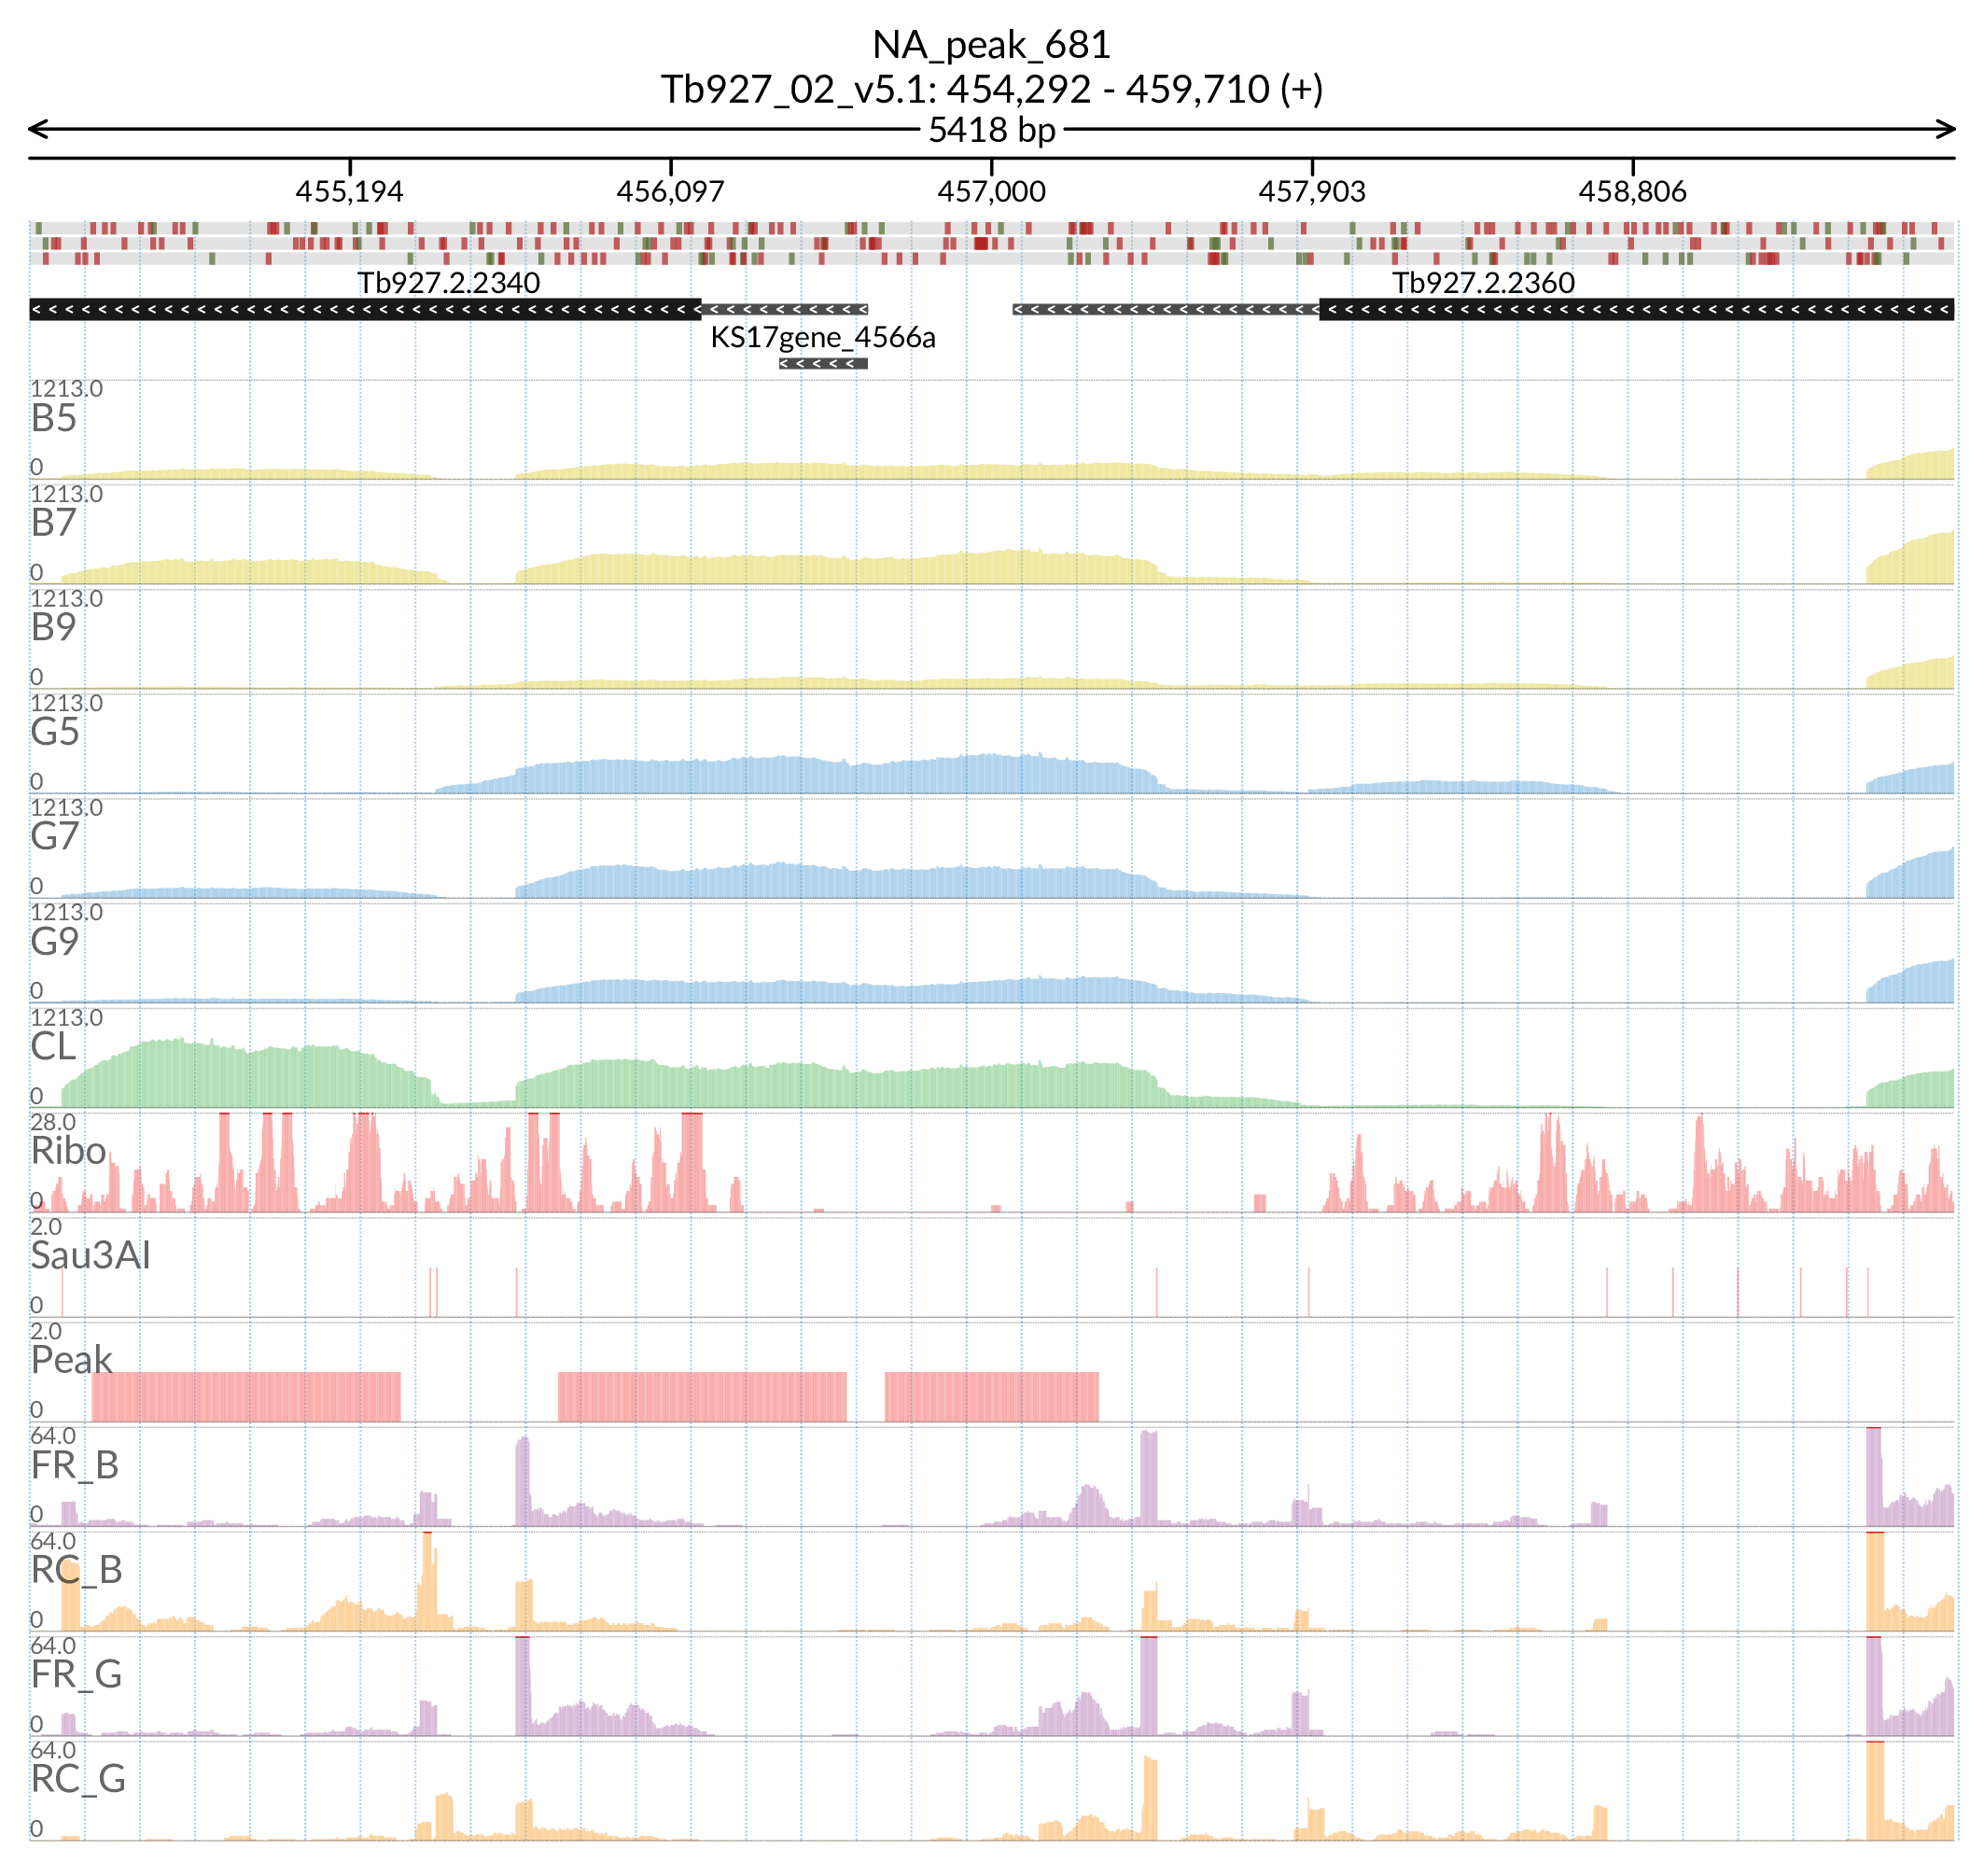 NA_peak_681
Tb927_02_v5.1: 454,292 - 459,710 (+)
5418 bp
455,194 456,097 457,000 457,903 458,806
Tb927.2.2340 Tb927.2.2360
KS17gene_4566a
1213.0
B5
0
1213.0
B7
0
1213.0
B9
0
1213.0
G5
0
1213.0
G7
0
1213.0
G9
0
1213.0
CL
0
28.0
Ribo
0
2.0
Sau3AI
0
2.0
Peak
0
64.0
FR_B
0
64.0
RC_B
0
64.0
FR_G
0
64.0
RC_G
0